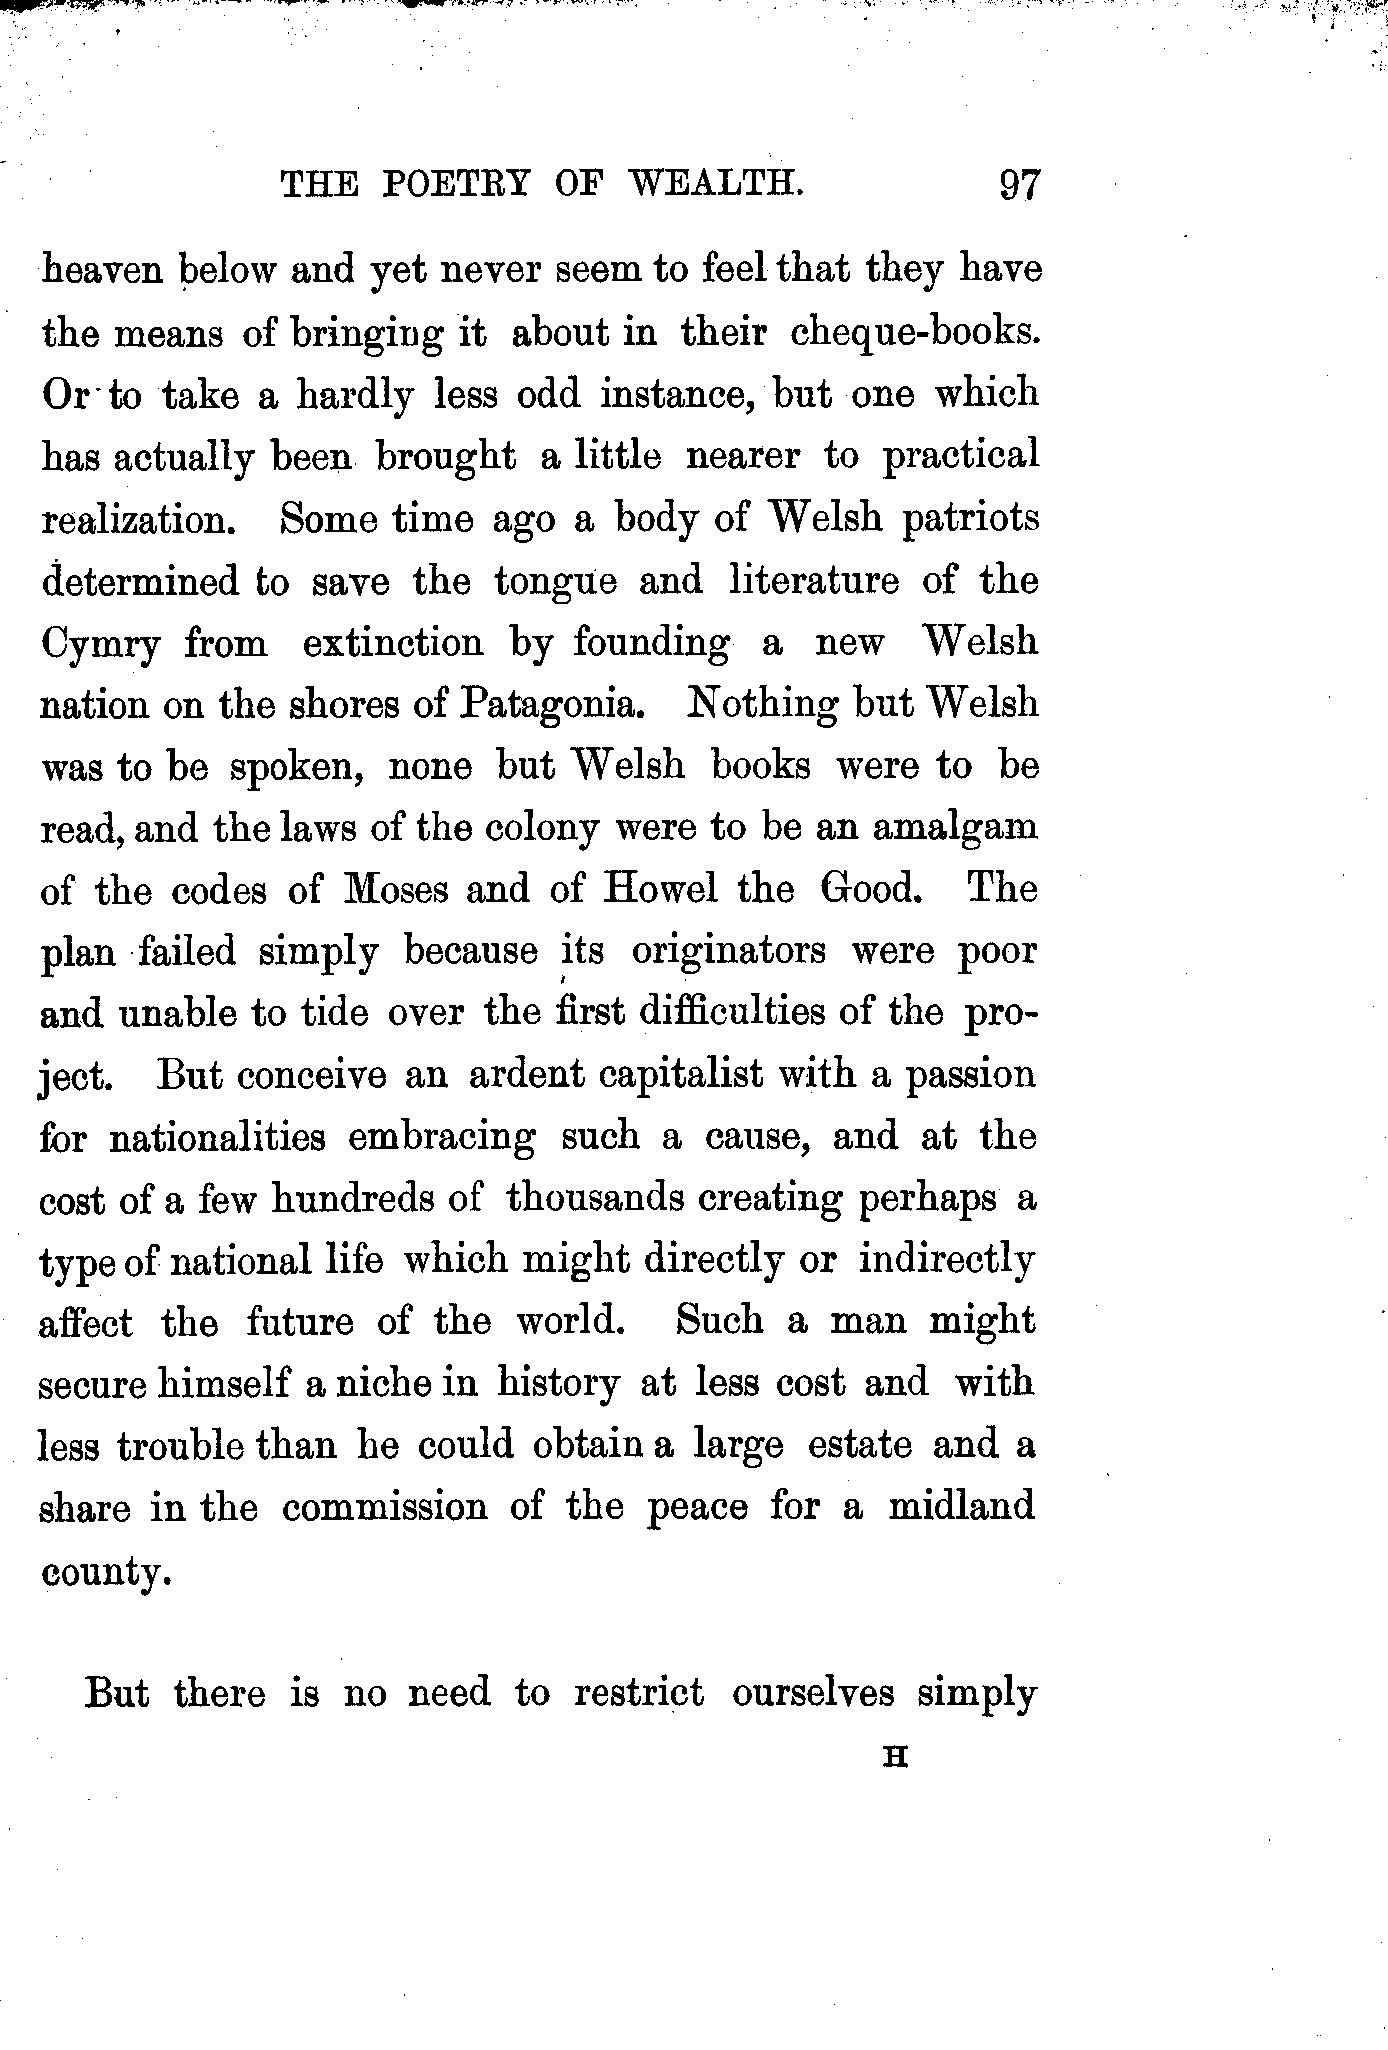 THE POETRY OF WEALTH. 97
heaven below and yet never seem to feel that they have
the means of bringing it about in their cheque-books.
Or to take a hardly less odd instance, but one which
has actually been brought a little nearer to practical
realization. Some time ago a body of Welsh patriots
determined to save the tongue and literature of the
Cymry from extinction by founding a new Welsh
nation on the shores of Patagonia. Nothing but Welsh
was to be spoken, none but Welsh books were to be
read, and the laws of the colony were to be an amalgam
of the codes of Moses and of Howel the Good. The
plan failed simply because its originators were poor
and unable to tide over the first difficulties of the pro-
ject. But conceive an ardent capitalist with a passion
for nationalities embracing such a cause, and at the
cost of a few hundreds of thousands creating perhaps a
type of national life which might directly or indirectly
affect the future of the world. Such a man might
secure himself a niche in history at less cost and with
less trouble than he could obtain a large estate and a
share in the commission of the peace for a midland
county.
But there is no need to restrict ourselves simply
H